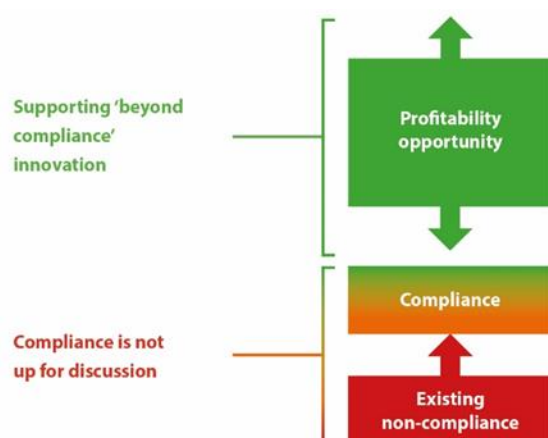 Supporting ‘beyond
compliance’
innovation
Profitability
opportunity
Compliance
Compliance is not
up for discussion
Existing
non-compliance